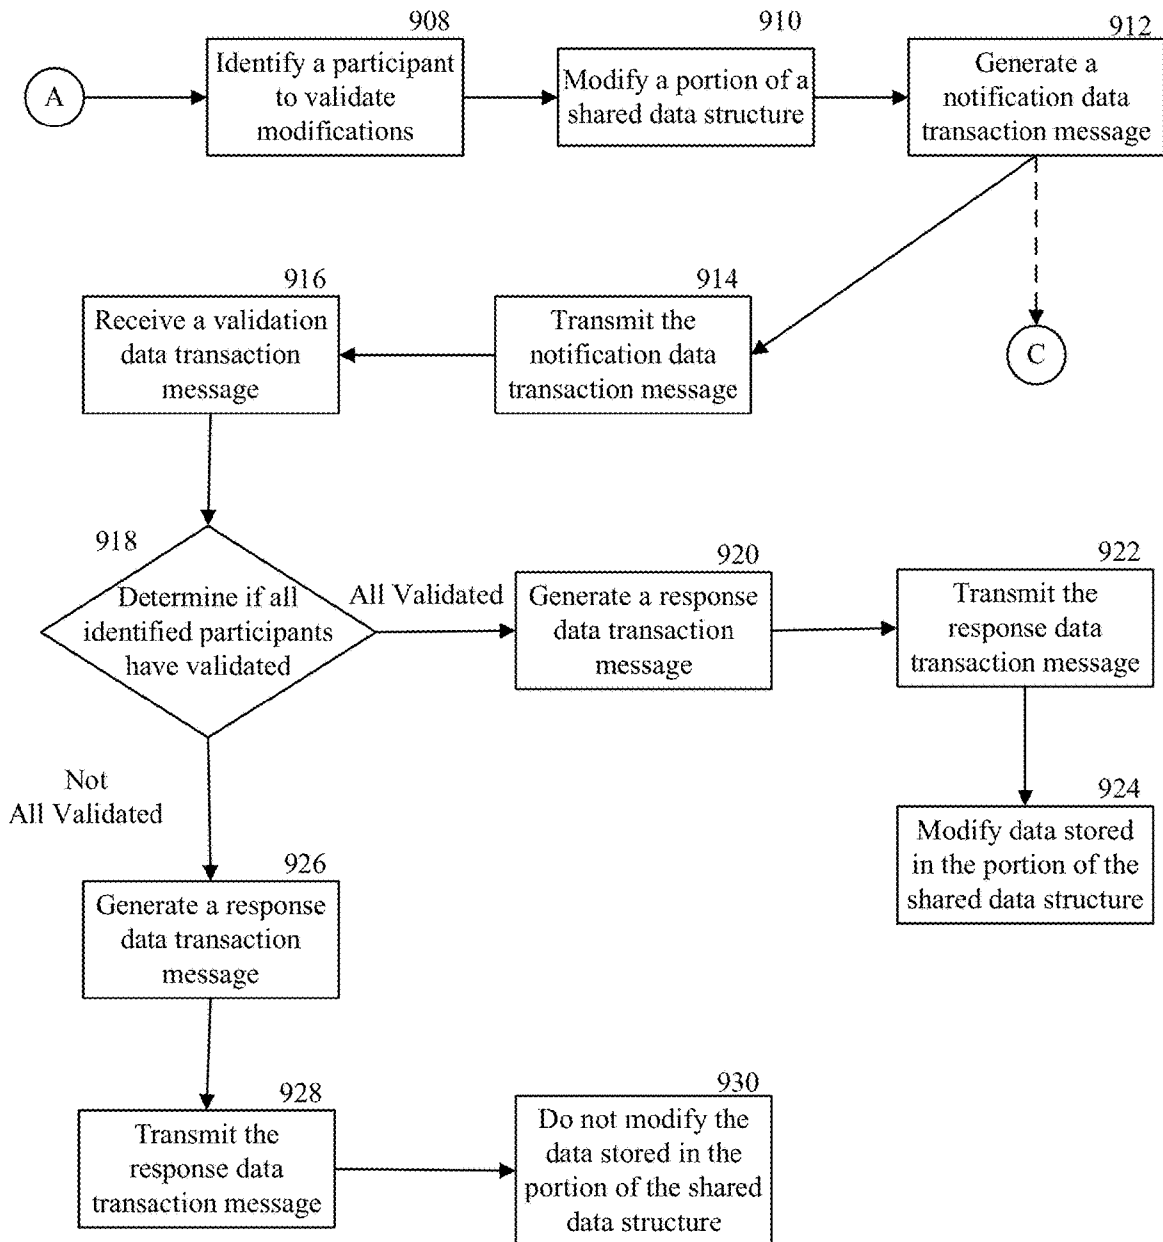 908
Identify a participant
to validate
modifications
910
Modify a portion of a
shared data structure
912
Generate a
notification data
transaction message
A
916
Receive a validation
data transaction
message
914
Transmit the
notification data
transaction message
C
918
Determine if all
identified participants
have validated
All Validated
920
Generate a response
data transaction
message
922
Transmit the
response data
transaction message
Not
All Validated
924
Modify data stored
in the portion of the
shared data structure
926
Generate a response
data transaction
message
928
Transmit the
response data
transaction message
930
Do not modify the
data stored in the
portion of the shared
data structure